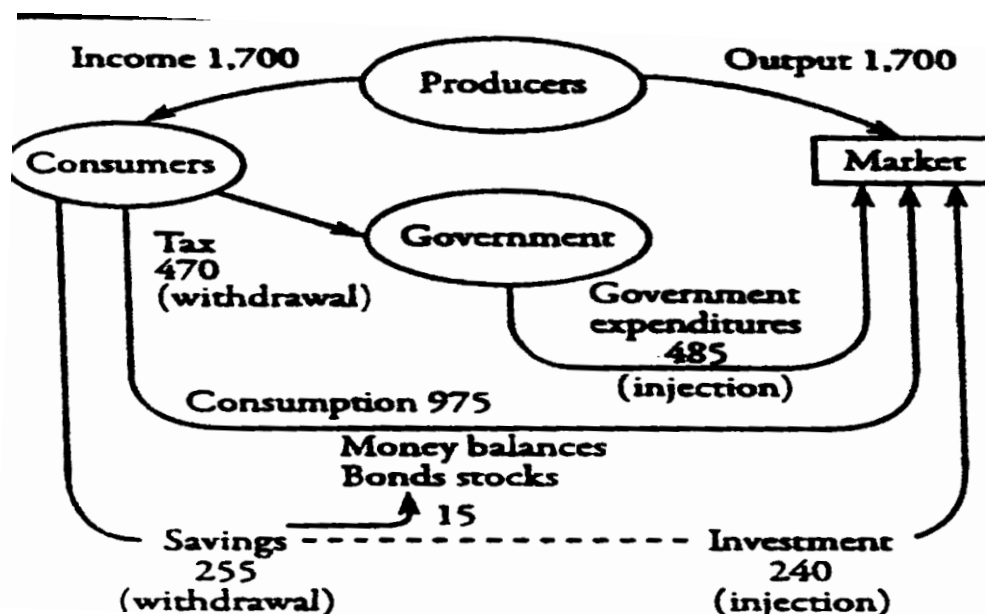 Income 1,700
Producers
Output 1,700
Consumers
Market
Government
Tax
470
(withdrawal)
Government
expenditures
485
(injection)
Consumption 975
Money balances
Bonds stocks
15
Savings
255
(withdrawal)
Investment
240
(injection)